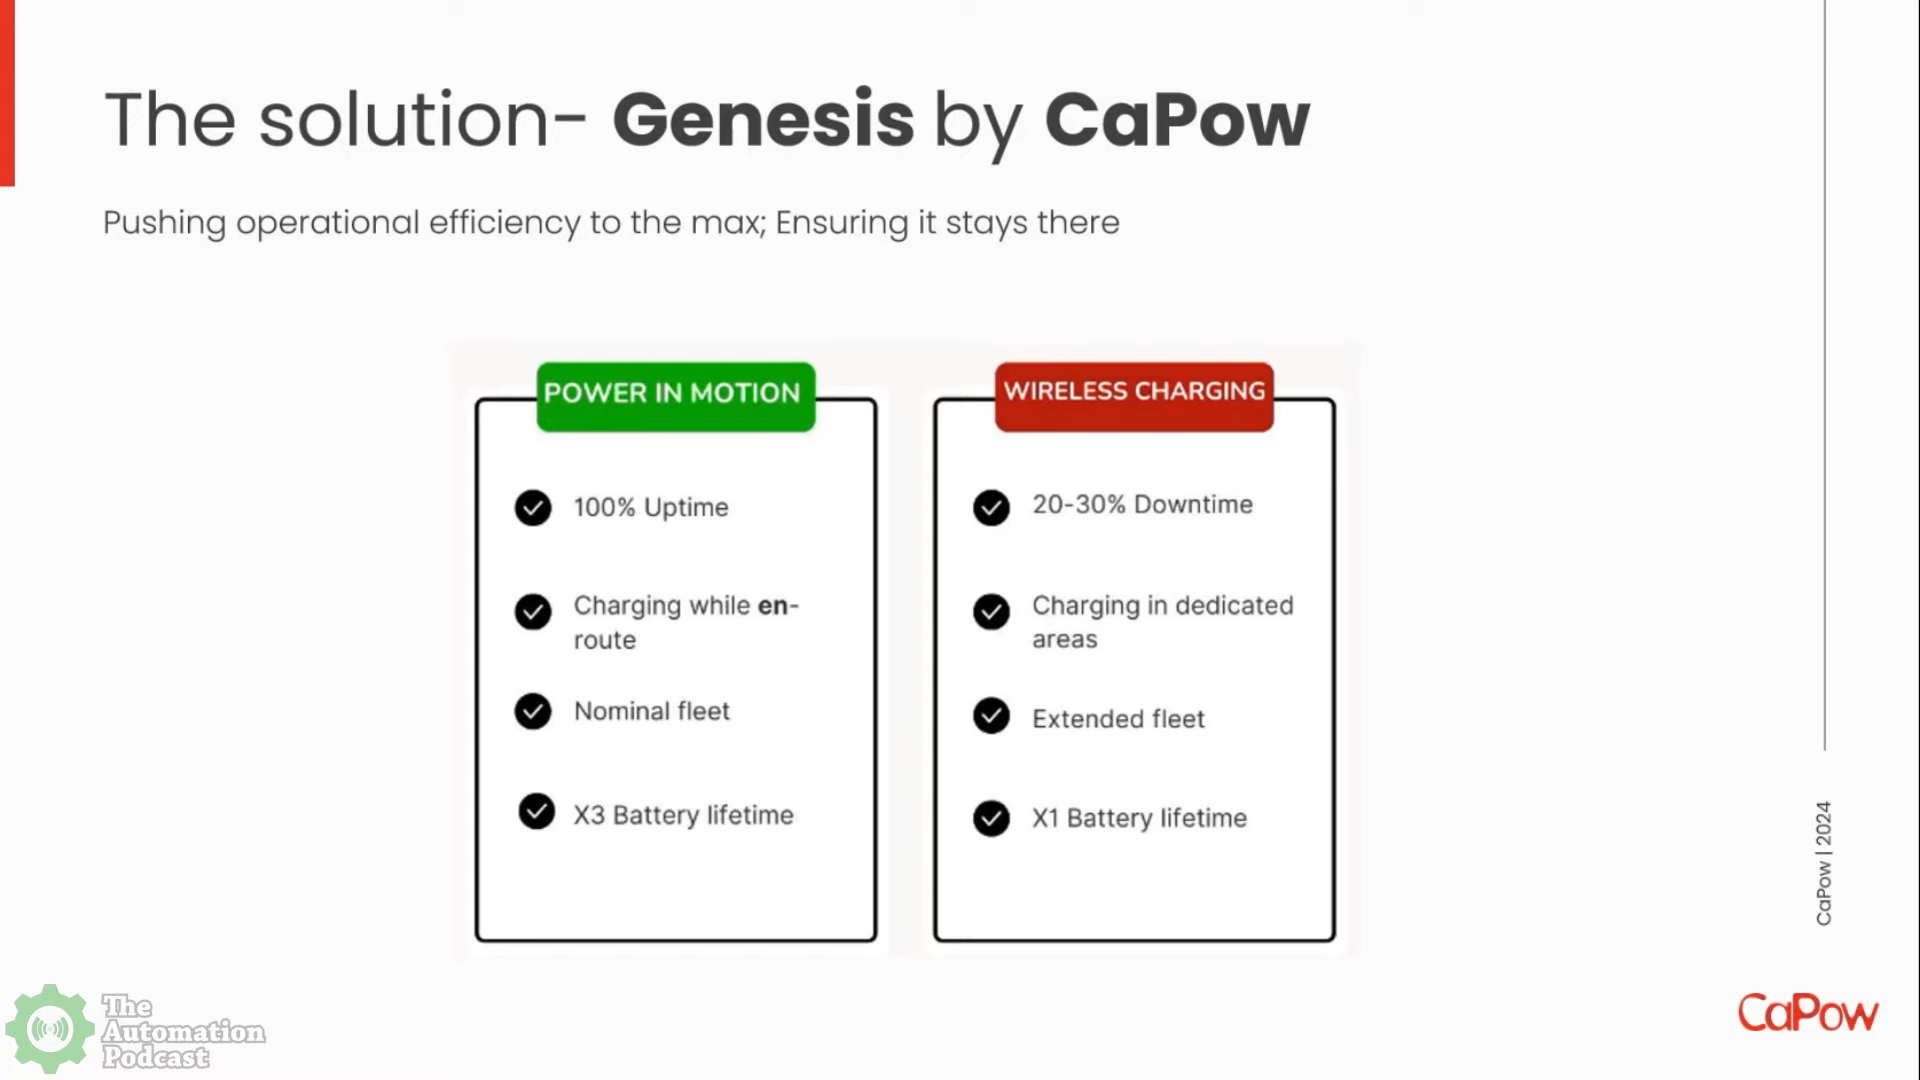 The solution- Genesis by CaPow
Pushing operational efficiency to the max; Ensuring it stays there
POWER IN MOTION
100% Uptime
Charging while en-
route
Nominal fleet
X3 Battery lifetime
WIRELESS CHARGING
20-30% Downtime
Charging in dedicated
areas
Extended fleet
X1 Battery lifetime
CaPow | 2024
The
Automation
Podcast
CaPow